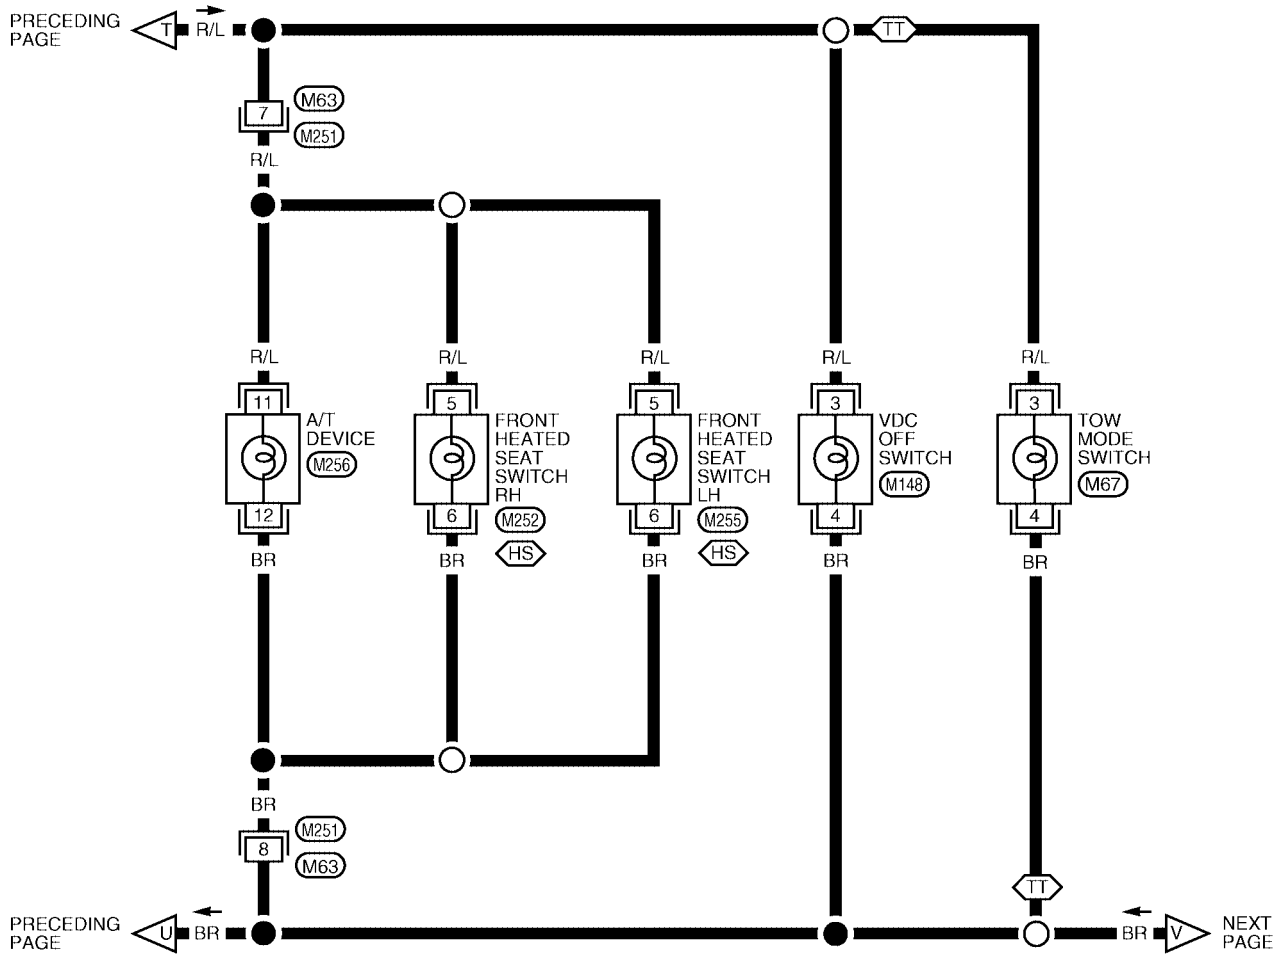 PRECEDING
PAGE
T
R/L
TT
7
M63
M251
R/L
R/L
R/L
R/L
R/L
R/L
11
A/T
DEVICE
M256
12
BR
5
FRONT
HEATED
SEAT
SWITCH
RH
M252
HS
6
BR
5
FRONT
HEATED
SEAT
SWITCH
LH
M255
HS
6
BR
3
VDC
OFF
SWITCH
M148
4
BR
3
TOW
MODE
SWITCH
M67
4
BR
BR
M251
8
M63
TT
PRECEDING
PAGE
U
BR
BR
V
NEXT
PAGE